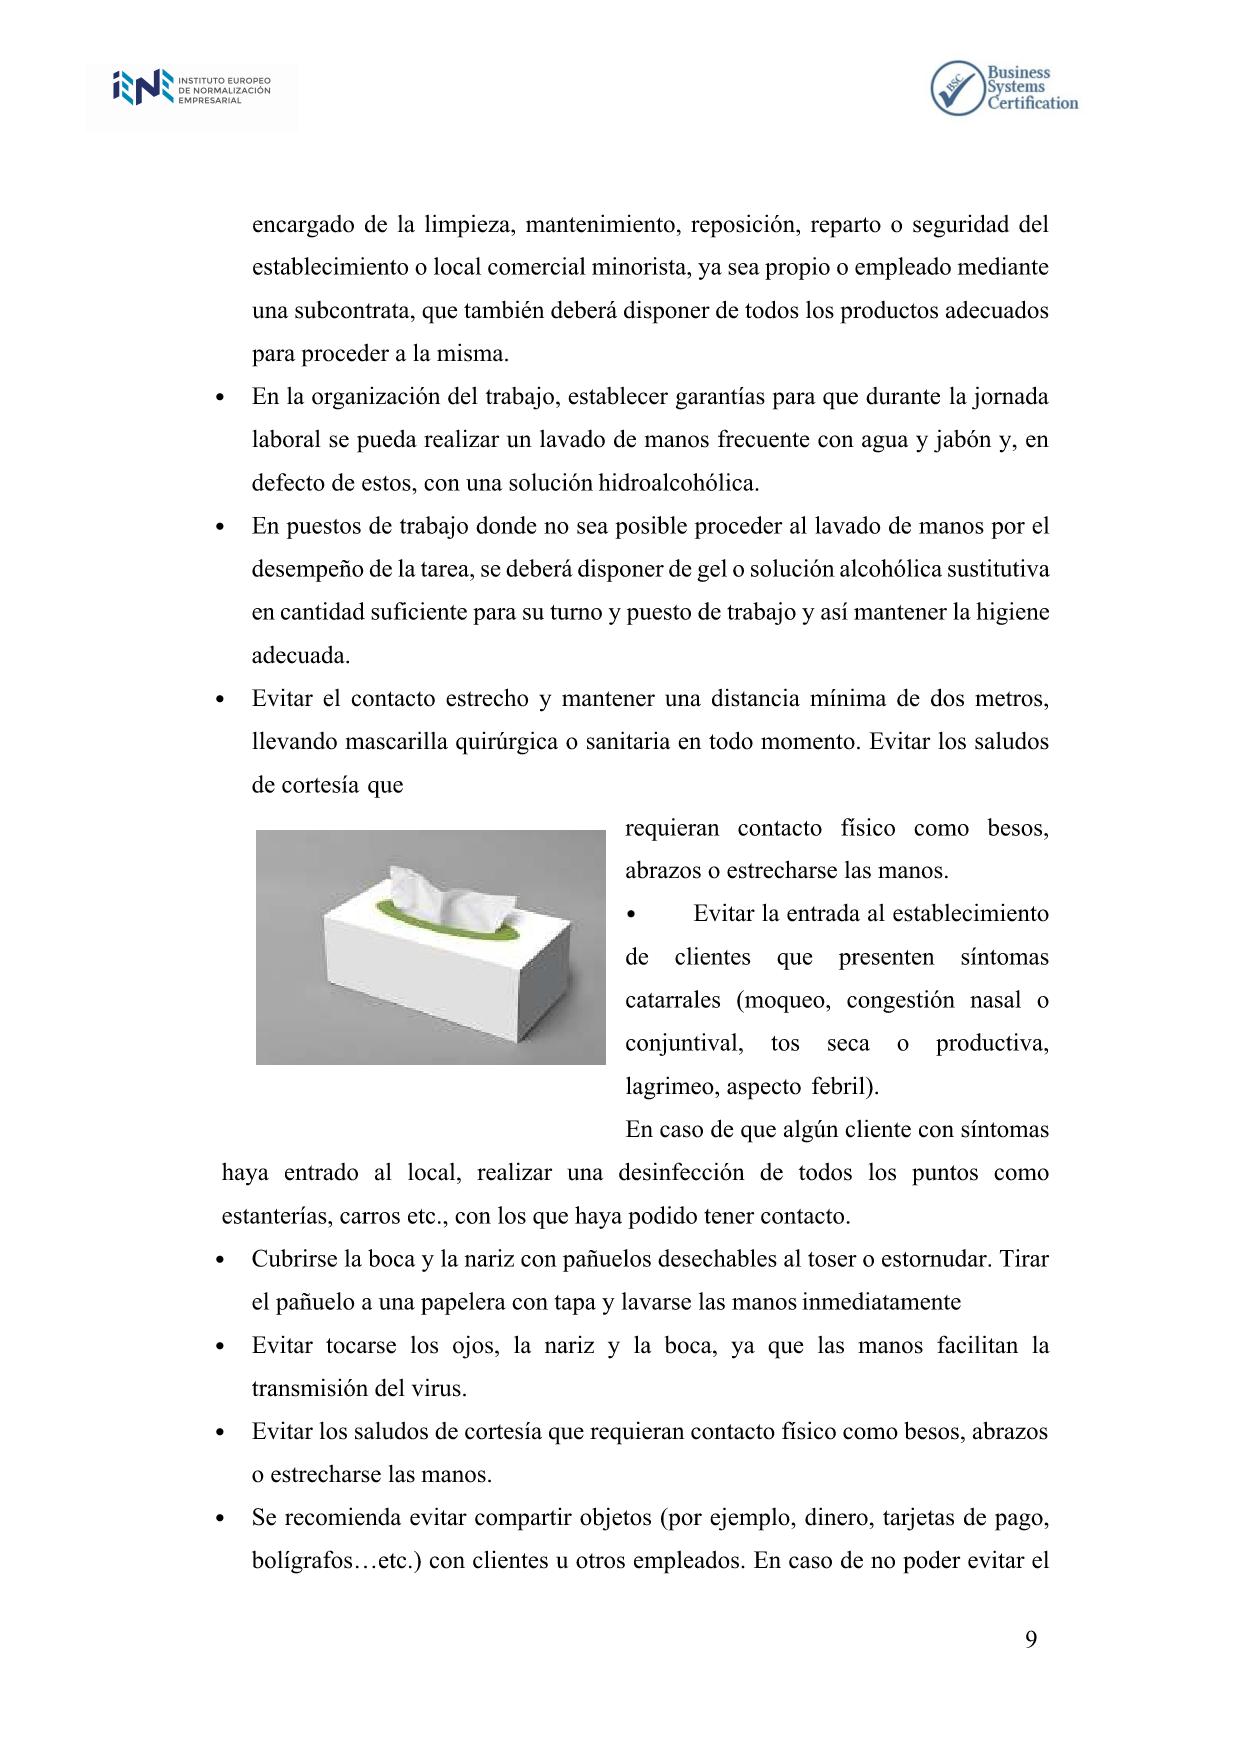 INSTITUTO EUROPEO
DE NORMALIZACIÓN
EMPRESARIAL
BSC
Business
Systems
Certification
encargado de la limpieza, mantenimiento, reposición, reparto o seguridad del
establecimiento o local comercial minorista, ya sea propio o empleado mediante
una subcontrata, que también deberá disponer de todos los productos adecuados
para proceder a la misma.
• En la organización del trabajo, establecer garantías para que durante la jornada
laboral se pueda realizar un lavado de manos frecuente con agua y jabón y, en
defecto de estos, con una solución hidroalcohólica.
• En puestos de trabajo donde no sea posible proceder al lavado de manos por el
desempeño de la tarea, se deberá disponer de gel o solución alcohólica sustitutiva
en cantidad suficiente para su turno y puesto de trabajo y así mantener la higiene
adecuada.
• Evitar el contacto estrecho y mantener una distancia mínima de dos metros,
llevando mascarilla quirúrgica o sanitaria en todo momento. Evitar los saludos
de cortesía que
requieran contacto físico como besos,
abrazos o estrecharse las manos.
• Evitar la entrada al establecimiento
de clientes que presenten síntomas
catarrales (moqueo, congestión nasal o
conjuntival, tos seca o productiva,
lagrimeo, aspecto febril).
En caso de que algún cliente con síntomas
haya entrado al local, realizar una desinfección de todos los puntos como
estanterías, carros etc., con los que haya podido tener contacto.
• Cubrirse la boca y la nariz con pañuelos desechables al toser o estornudar. Tirar
el pañuelo a una papelera con tapa y lavarse las manos inmediatamente
• Evitar tocarse los ojos, la nariz y la boca, ya que las manos facilitan la
transmisión del virus.
• Evitar los saludos de cortesía que requieran contacto físico como besos, abrazos
o estrecharse las manos.
• Se recomienda evitar compartir objetos (por ejemplo, dinero, tarjetas de pago,
bolígrafos…etc.) con clientes u otros empleados. En caso de no poder evitar el
9